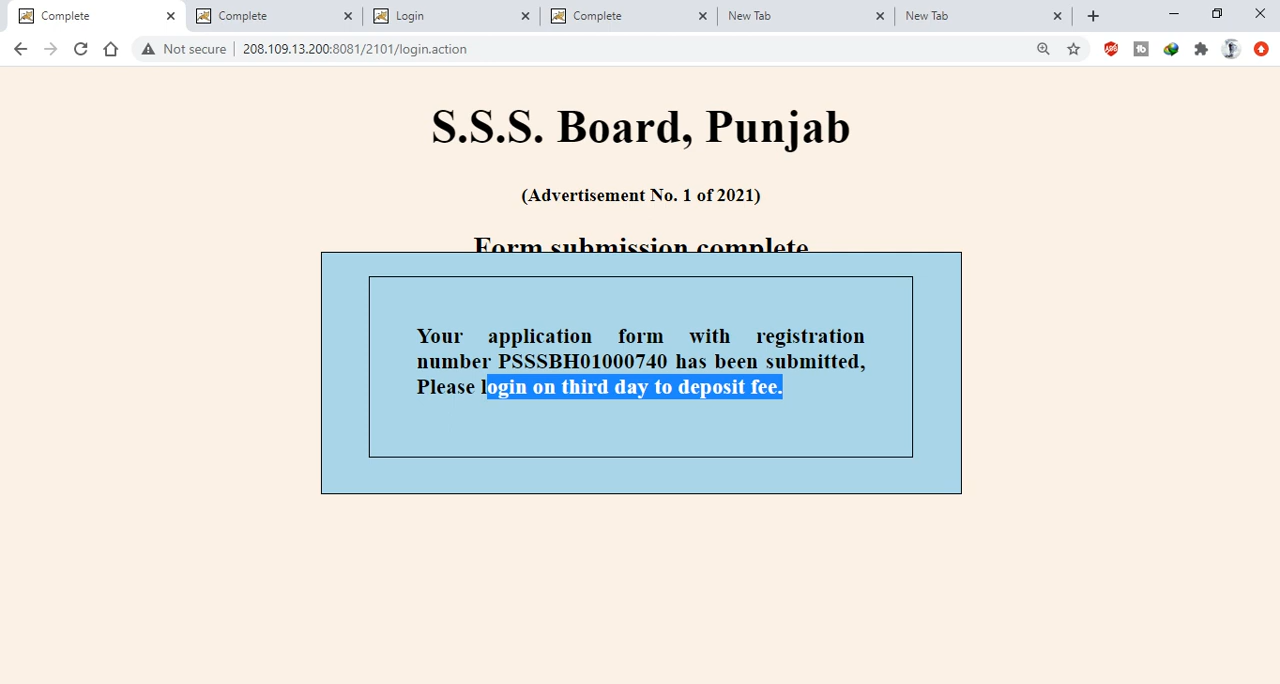 Complete
Complete
Login
Complete
New Tab
New Tab
Not secure
208.109.13.200:8081/2101/login.action
S.S.S. Board, Punjab
(Advertisement No. 1 of 2021)
Form submission complete
Your application form with registration
number PSSSBH01000740 has been submitted,
Please login on third day to deposit fee.